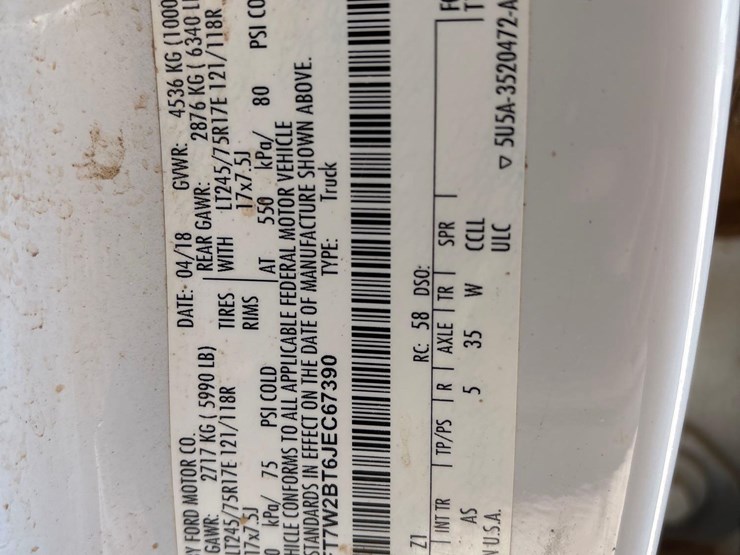 Y FORD MOTOR CO. DATE: 04/18 GVWR: 4536 KG (1000
GAWR: 2717 KG ( 5990 LB) REAR GAWR: 2876 KG ( 6340 L
LT245/75R17E 121/118R TIRES WITH LT245/75R17E 121/118R
17x7.5J RIMS 17x7.5J
0 kPa/ 75 PSI COLD AT 550 kPa/ 80 PSI CO
HICLE CONFORMS TO ALL APPLICABLE FEDERAL MOTOR VEHICLE
STANDARDS IN EFFECT ON THE DATE OF MANUFACTURE SHOWN ABOVE.
FT7W2BT6JEC67390 TYPE: Truck
Z1 RC: 58 DSO:
INT TR TP/PS R AXLE TR SPR
AS 5 35 W CCLL
N U.S.A. ULC ▽ 5U5A-3520472-A